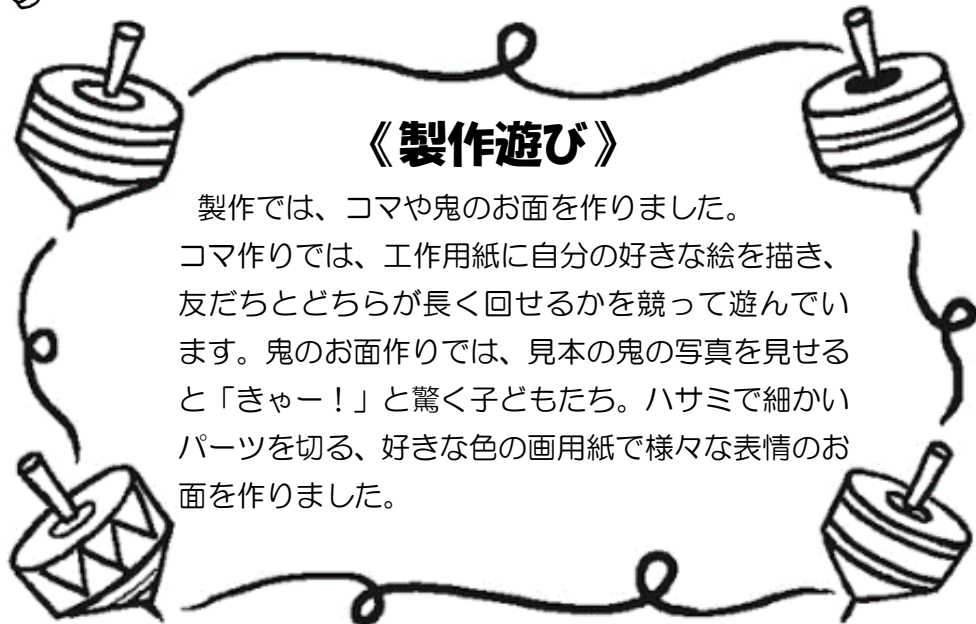 《製作遊び》
製作では、コマや鬼のお面を作りました。
コマ作りでは、工作用紙に自分の好きな絵を描き、
友だちとどちらが長く回せるかを競って遊んでい
ます。鬼のお面作りでは、見本の鬼の写真を見せる
と「きゃー！」と驚く子どもたち。ハサミで細かい
パーツを切る、好きな色の画用紙で様々な表情のお
面を作りました。